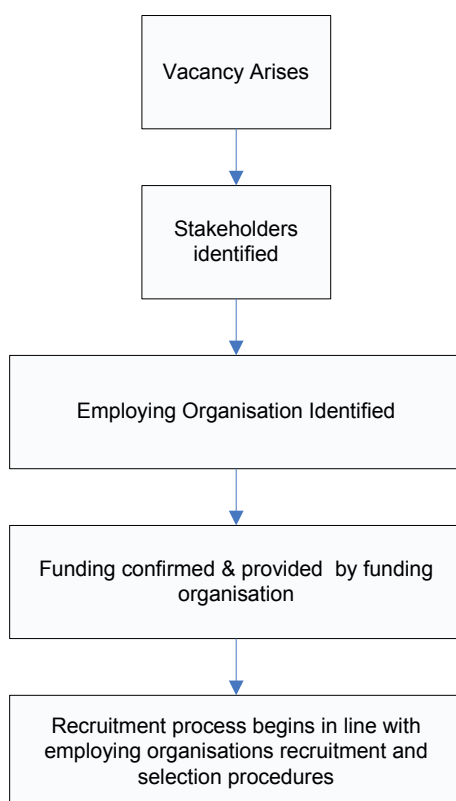 Vacancy Arises
Stakeholders
identified
Employing Organisation Identified
Funding confirmed & provided  by funding
organisation
Recruitment process begins in line with
employing organisations recruitment and
selection procedures